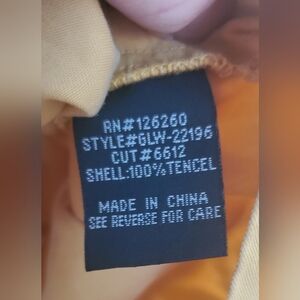 RN#126260
STYLE#GLW-22196
CUT#6612
SHELL:100%TENCEL
MADE IN CHINA
SEE REVERSE FOR CARE